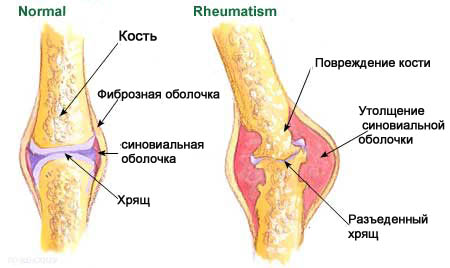 Normal
Rheumatism
Кость
Фиброзная оболочка
синовиальная
оболочка
Хрящ
Повреждение кости
Утолщение
синовиальной
оболочки
Разъеденный
хрящ